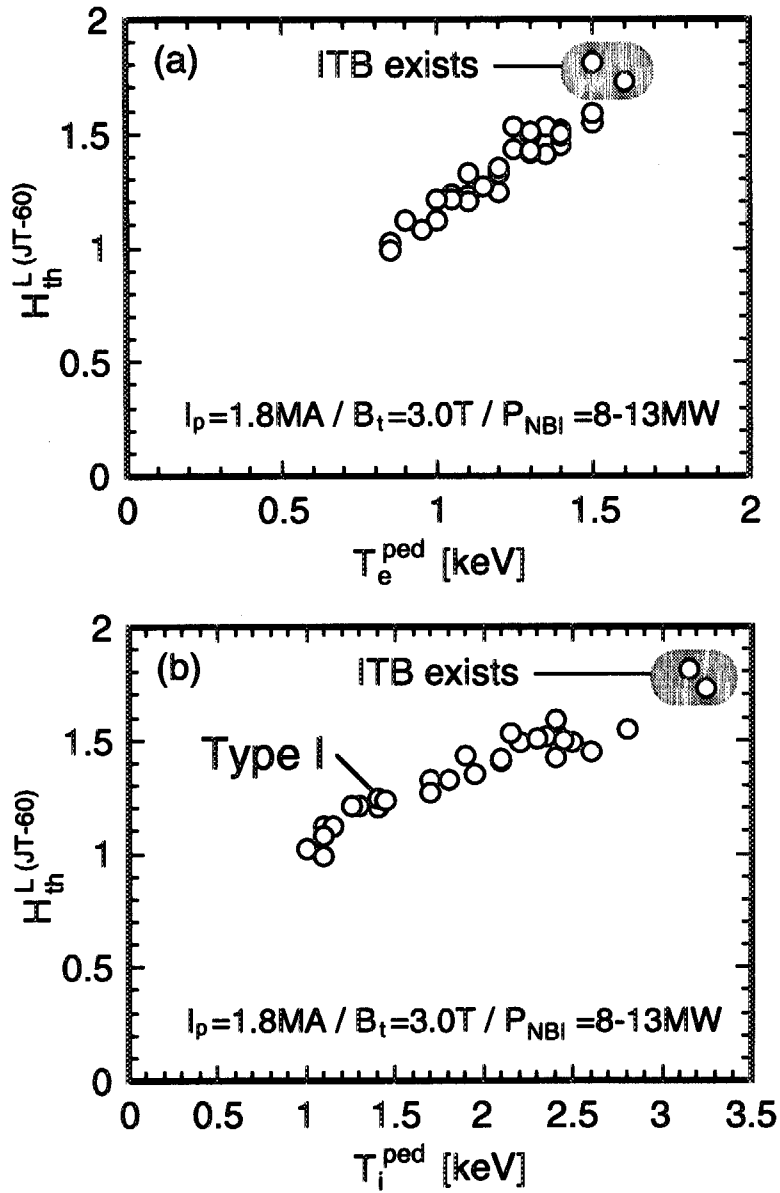 (a)
ITB exists
2
1.5
1
0.5
0
H_th^L (JT-60)
I_p=1.8MA / B_t=3.0T / P_NBI =8-13MW
0 0.5 1 1.5 2
T_e^ped [keV]
(b)
ITB exists
Type I
2
1.5
1
0.5
0
H_th^L (JT-60)
I_p=1.8MA / B_t=3.0T / P_NBI =8-13MW
0 0.5 1 1.5 2 2.5 3 3.5
T_i^ped [keV]